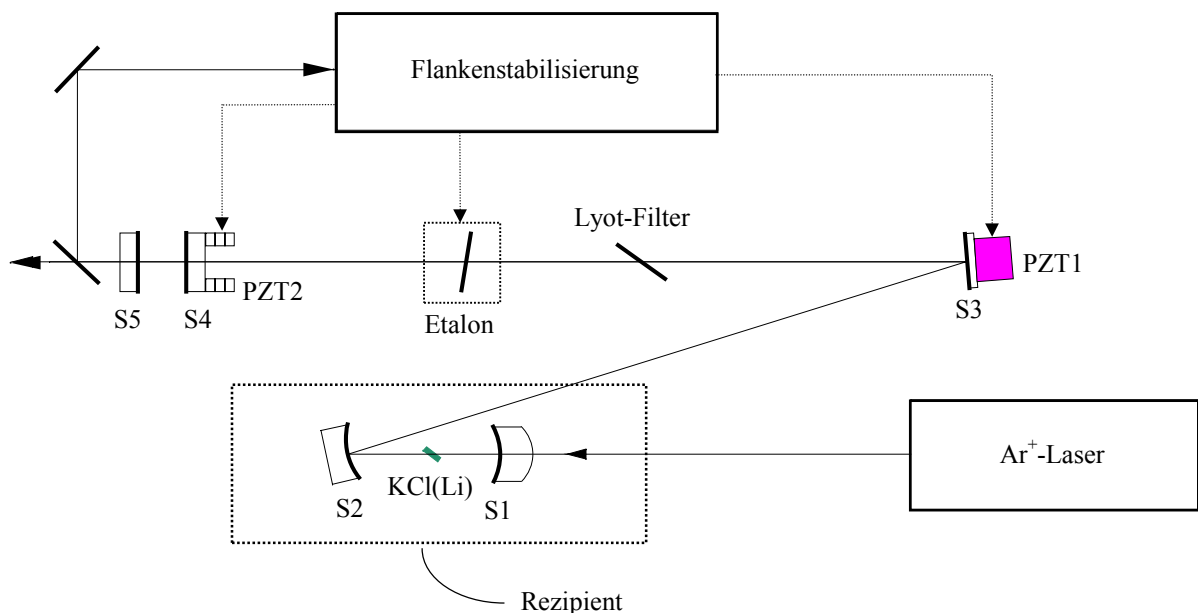 Flankenstabilisierung
Lyot-Filter
PZT1
PZT2
S3
S5
S4
Etalon
Ar⁺-Laser
KCl(Li)
S2
S1
Rezipient